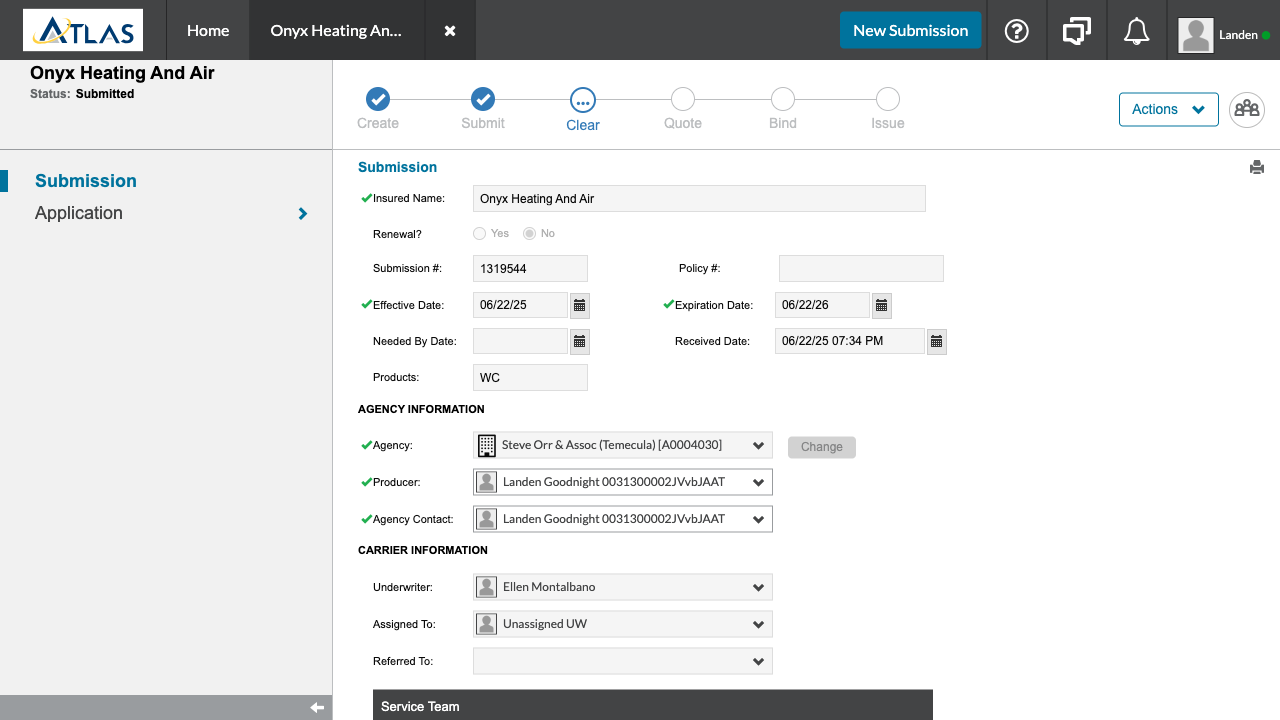 ATLAS
Home
Onyx Heating An...
New Submission
Landen
Onyx Heating And Air
Status: Submitted
Create
Submit
Clear
Quote
Bind
Issue
Actions
Submission
Application
Submission
Insured Name: Onyx Heating And Air
Renewal? Yes No
Submission #: 1319544 Policy #:
Effective Date: 06/22/25 Expiration Date: 06/22/26
Needed By Date: Received Date: 06/22/25 07:34 PM
Products: WC
AGENCY INFORMATION
Agency: Steve Orr & Assoc (Temecula) [A0004030] Change
Producer: Landen Goodnight 0031300002JVvbJAAT
Agency Contact: Landen Goodnight 0031300002JVvbJAAT
CARRIER INFORMATION
Underwriter: Ellen Montalbano
Assigned To: Unassigned UW
Referred To:
Service Team